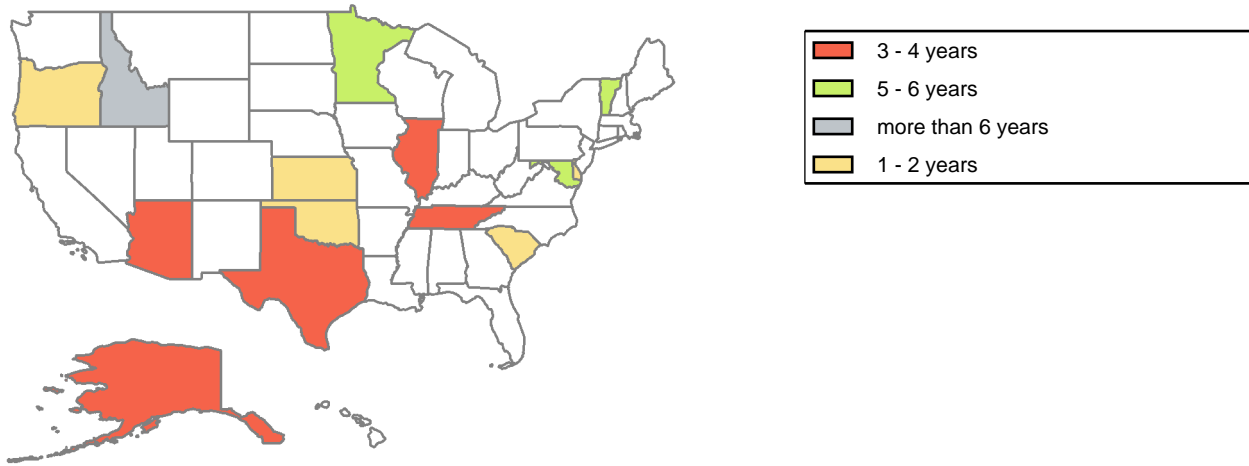 3 - 4 years
5 - 6 years
more than 6 years
1 - 2 years